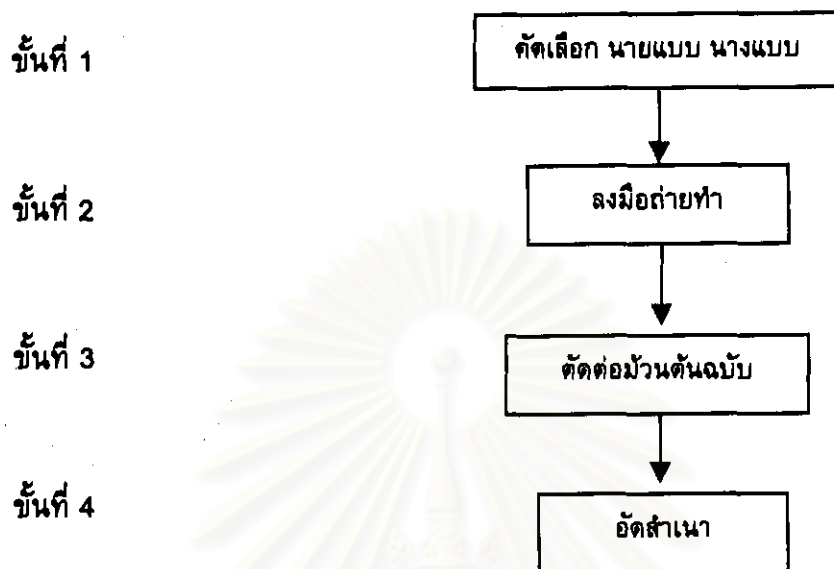 ขั้นที่ 1
คัดเลือก นายแบบ นางแบบ
ขั้นที่ 2
ลงมือถ่ายทำ
ขั้นที่ 3
ตัดต่อม้วนต้นฉบับ
ขั้นที่ 4
อัดสำเนา